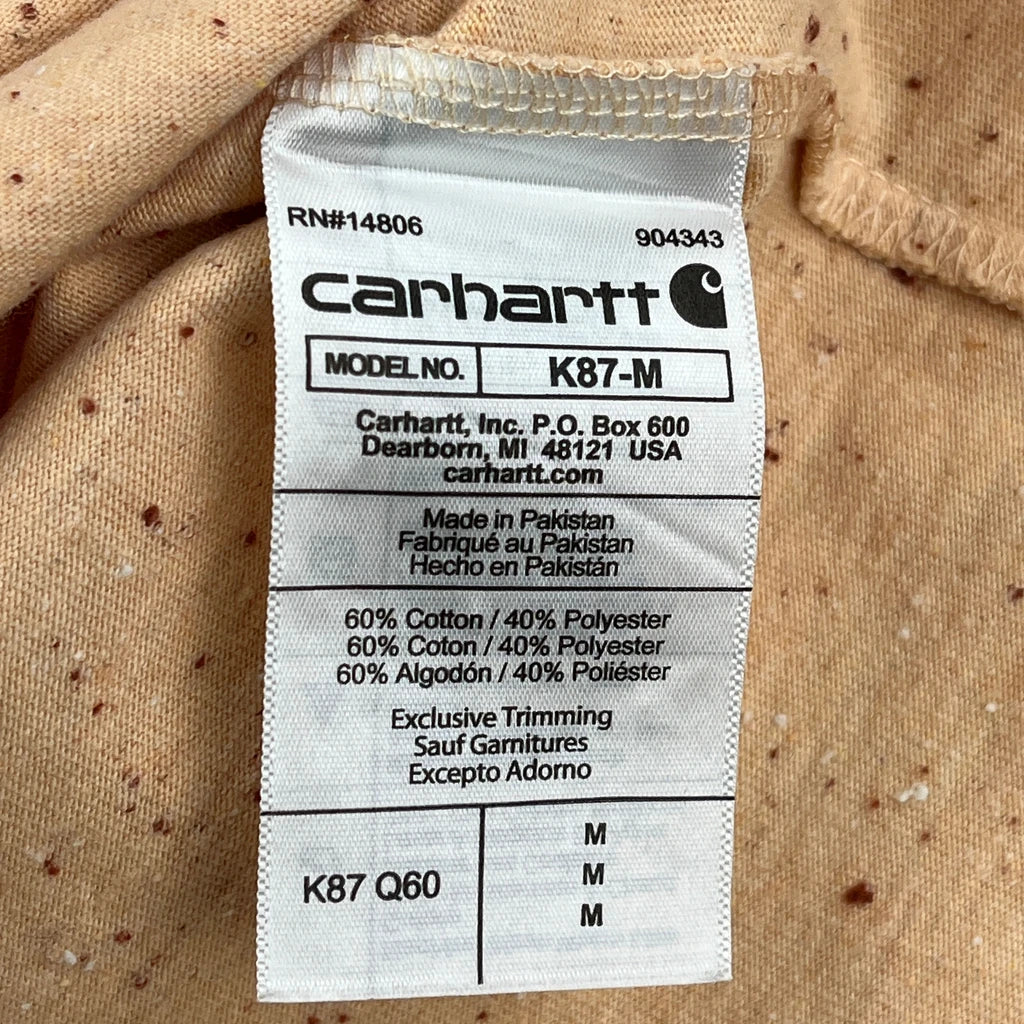 RN#14806
904343
carhartt
MODEL NO. K87-M
Carhartt, Inc. P.O. Box 600
Dearborn, MI 48121 USA
carhartt.com
Made in Pakistan
Fabriqué au Pakistan
Hecho en Pakistán
60% Cotton / 40% Polyester
60% Coton / 40% Polyester
60% Algodón / 40% Poliéster
Exclusive Trimming
Sauf Garnitures
Excepto Adorno
K87 Q60
M
M
M